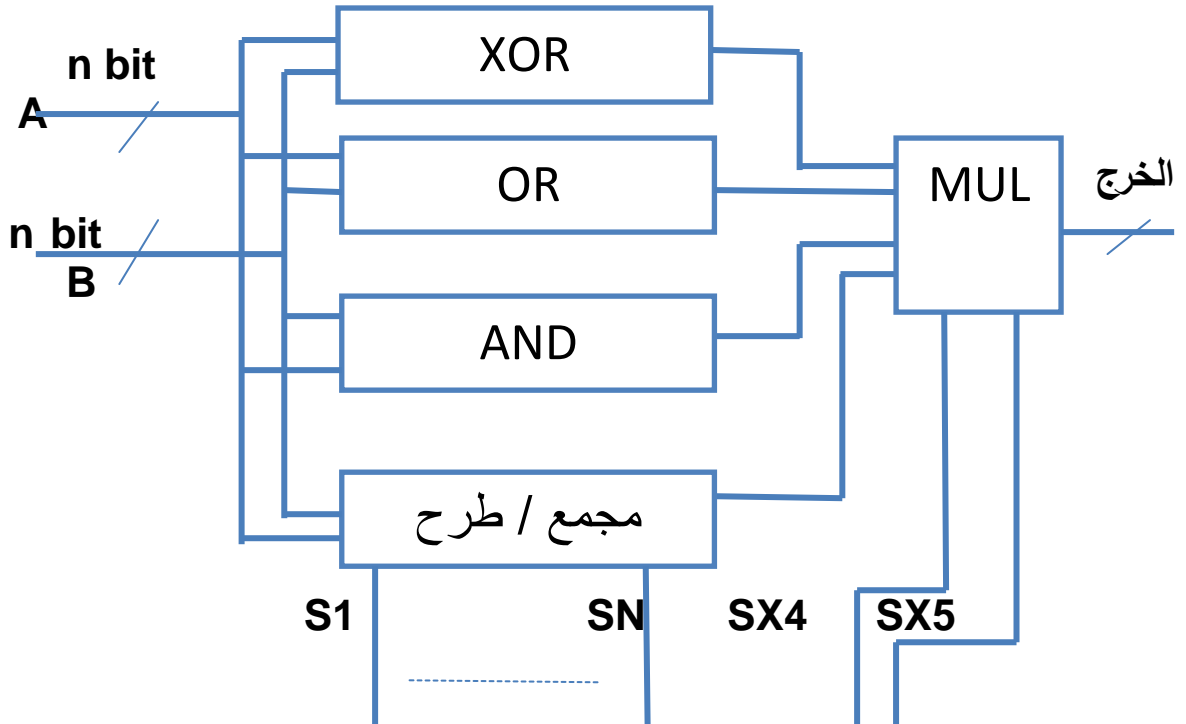 XOR
n bit
A
OR
MUL
الخرج
n bit
B
AND
مجمع / طرح
S1
SN
SX4
SX5